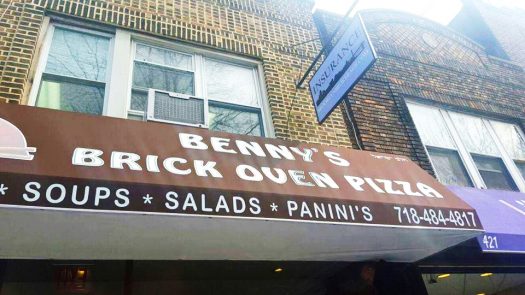 INSURANCE
BENNY'S
BRICK OVEN PIZZA
* SOUPS * SALADS * PANINI'S 718-484-4817
421